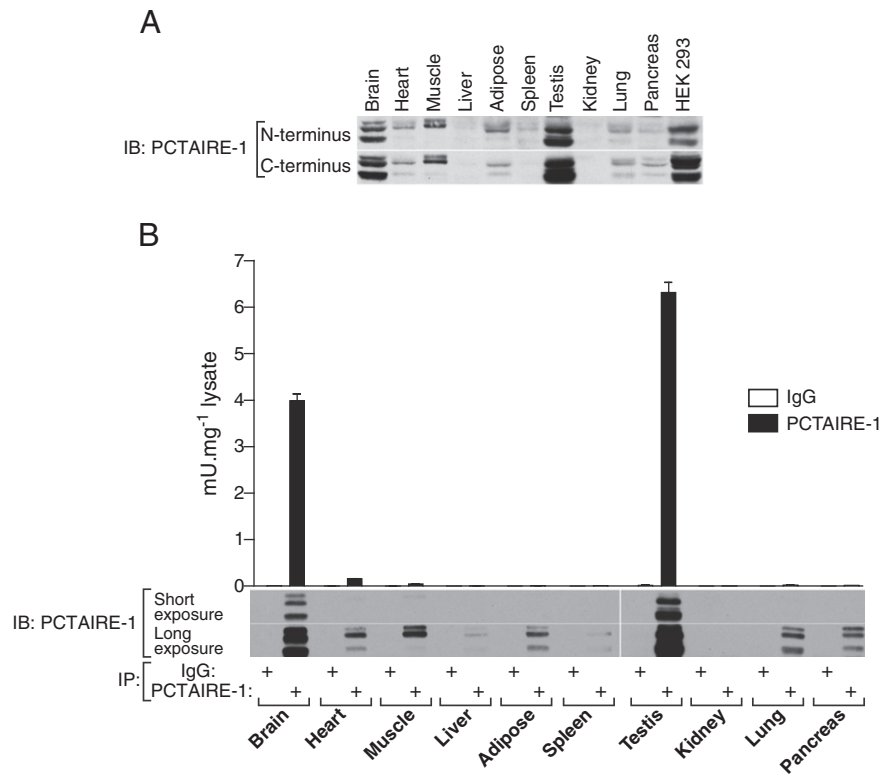 A
Brain
Heart
Muscle
Liver
Adipose
Spleen
Testis
Kidney
Lung
Pancreas
HEK 293
IB: PCTAIRE-1
N-terminus
C-terminus
B
7
6
5
4
3
2
1
0
mU.mg-1 lysate
IgG
PCTAIRE-1
IB: PCTAIRE-1
Short
exposure
Long
exposure
IP:
IgG: + + + + + + + + + +
PCTAIRE-1: + + + + + + + + + +
Brain
Heart
Muscle
Liver
Adipose
Spleen
Testis
Kidney
Lung
Pancreas